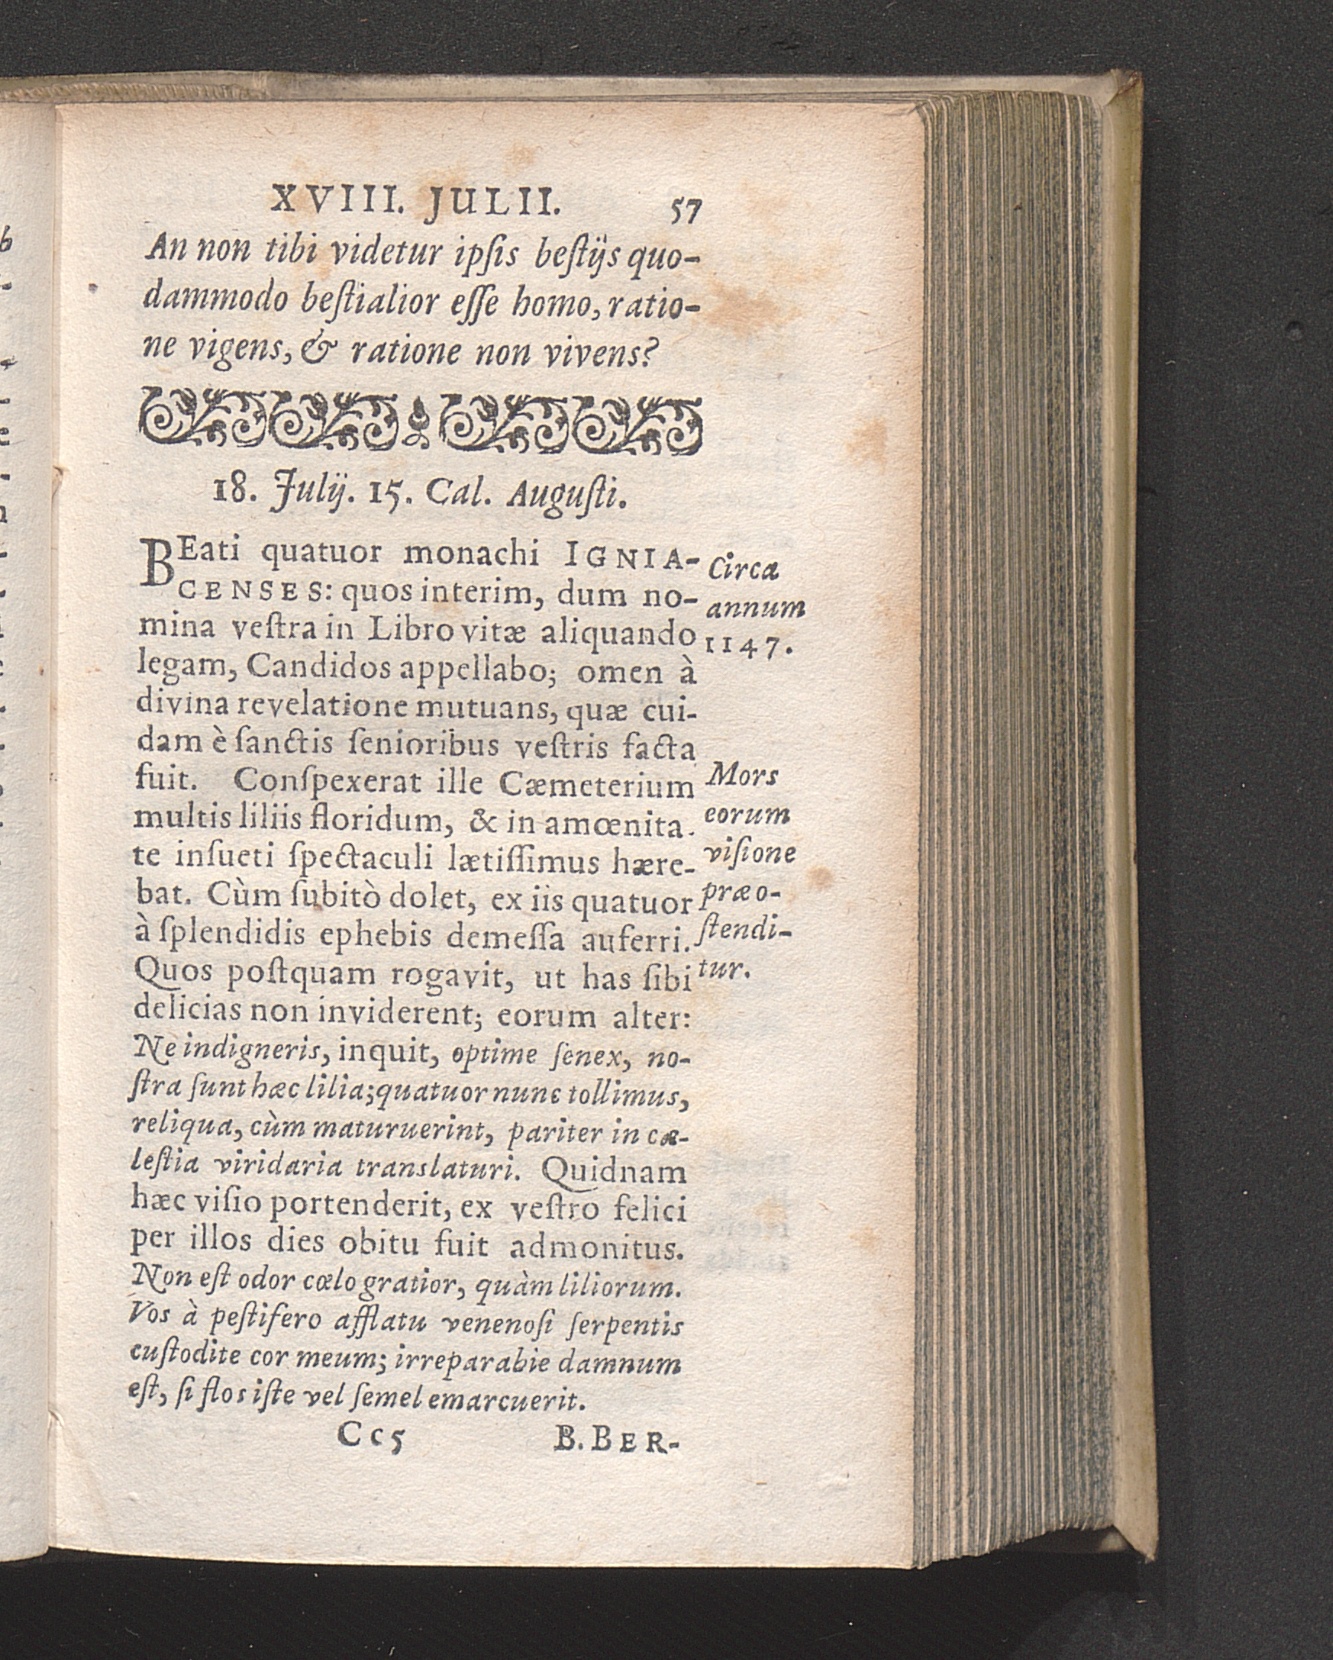 XVIII. JULII. 57
An non tibi videtur ipſis beſtijs quo-
dammodo beſtialior eſſe homo, ratio-
ne vigens, & ratione non vivens?
18. Julij. 15. Cal. Auguſti.
BEati quatuor monachi IGNIA-
CENSES: quos interim, dum no-
mina veſtra in Libro vitæ aliquando
legam, Candidos appellabo; omen à
divina revelatione mutuans, quæ cui-
dam è ſanctis ſenioribus veſtris facta
fuit. Conſpexerat ille Cæmeterium
multis liliis floridum, & in amœnita.
te inſueti ſpectaculi lætiſſimus hære-
bat. Cùm ſubitò dolet, ex iis quatuor
à ſplendidis ephebis demeſſa auferri.
Quos poſtquam rogavit, ut has ſibi
delicias non inviderent; eorum alter:
Ne indigneris, inquit, optime ſenex, no-
ſtra ſunt hæc lilia; quatuor nunc tollimus,
reliqua, cùm maturuerint, pariter in cæ-
leſtia viridaria translaturi. Quidnam
hæc viſio portenderit, ex veſtro felici
per illos dies obitu fuit admonitus.
Non eſt odor cœlo gratior, quàm liliorum.
Vos à peſtifero afflatu venenoſi ſerpentis
cuſtodite cor meum; irreparabie damnum
eſt, ſi flos iſte vel ſemel emarcuerit.
Circa
annum
1147.
Mors
eorum
viſione
præo-
ſtendi-
tur.
Cc5 B. BER-